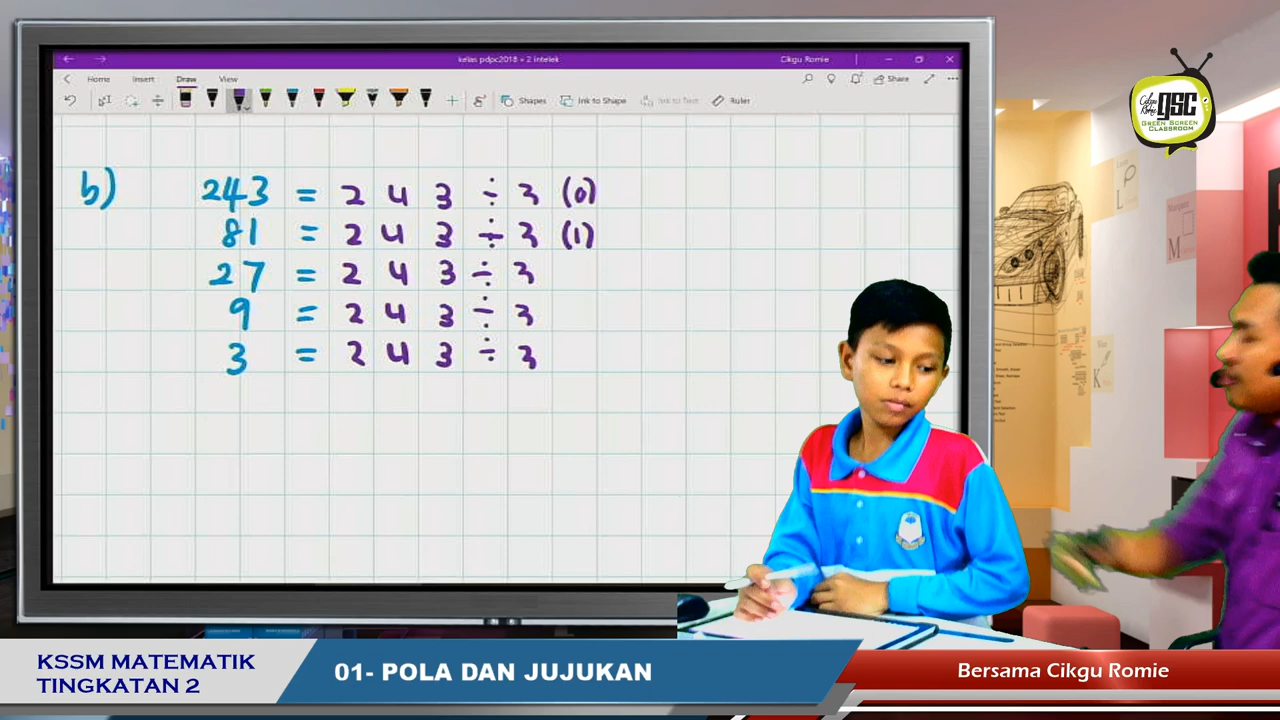 kelas pdpc2018 » 2 intelek
Cikgu Romie
Home Insert Draw View
Share
Shapes Ink to Shape Ink to Text Ruler
b) 243 = 2 4 3 ÷ 3 (0)
81 = 2 4 3 ÷ 3 (1)
27 = 2 4 3 ÷ 3
9 = 2 4 3 ÷ 3
3 = 2 4 3 ÷ 3
Cikgu Romie gsc
GREEN SCREEN
CLASSROOM
L
M
K
KSSM MATEMATIK
TINGKATAN 2
01- POLA DAN JUJUKAN
Bersama Cikgu Romie